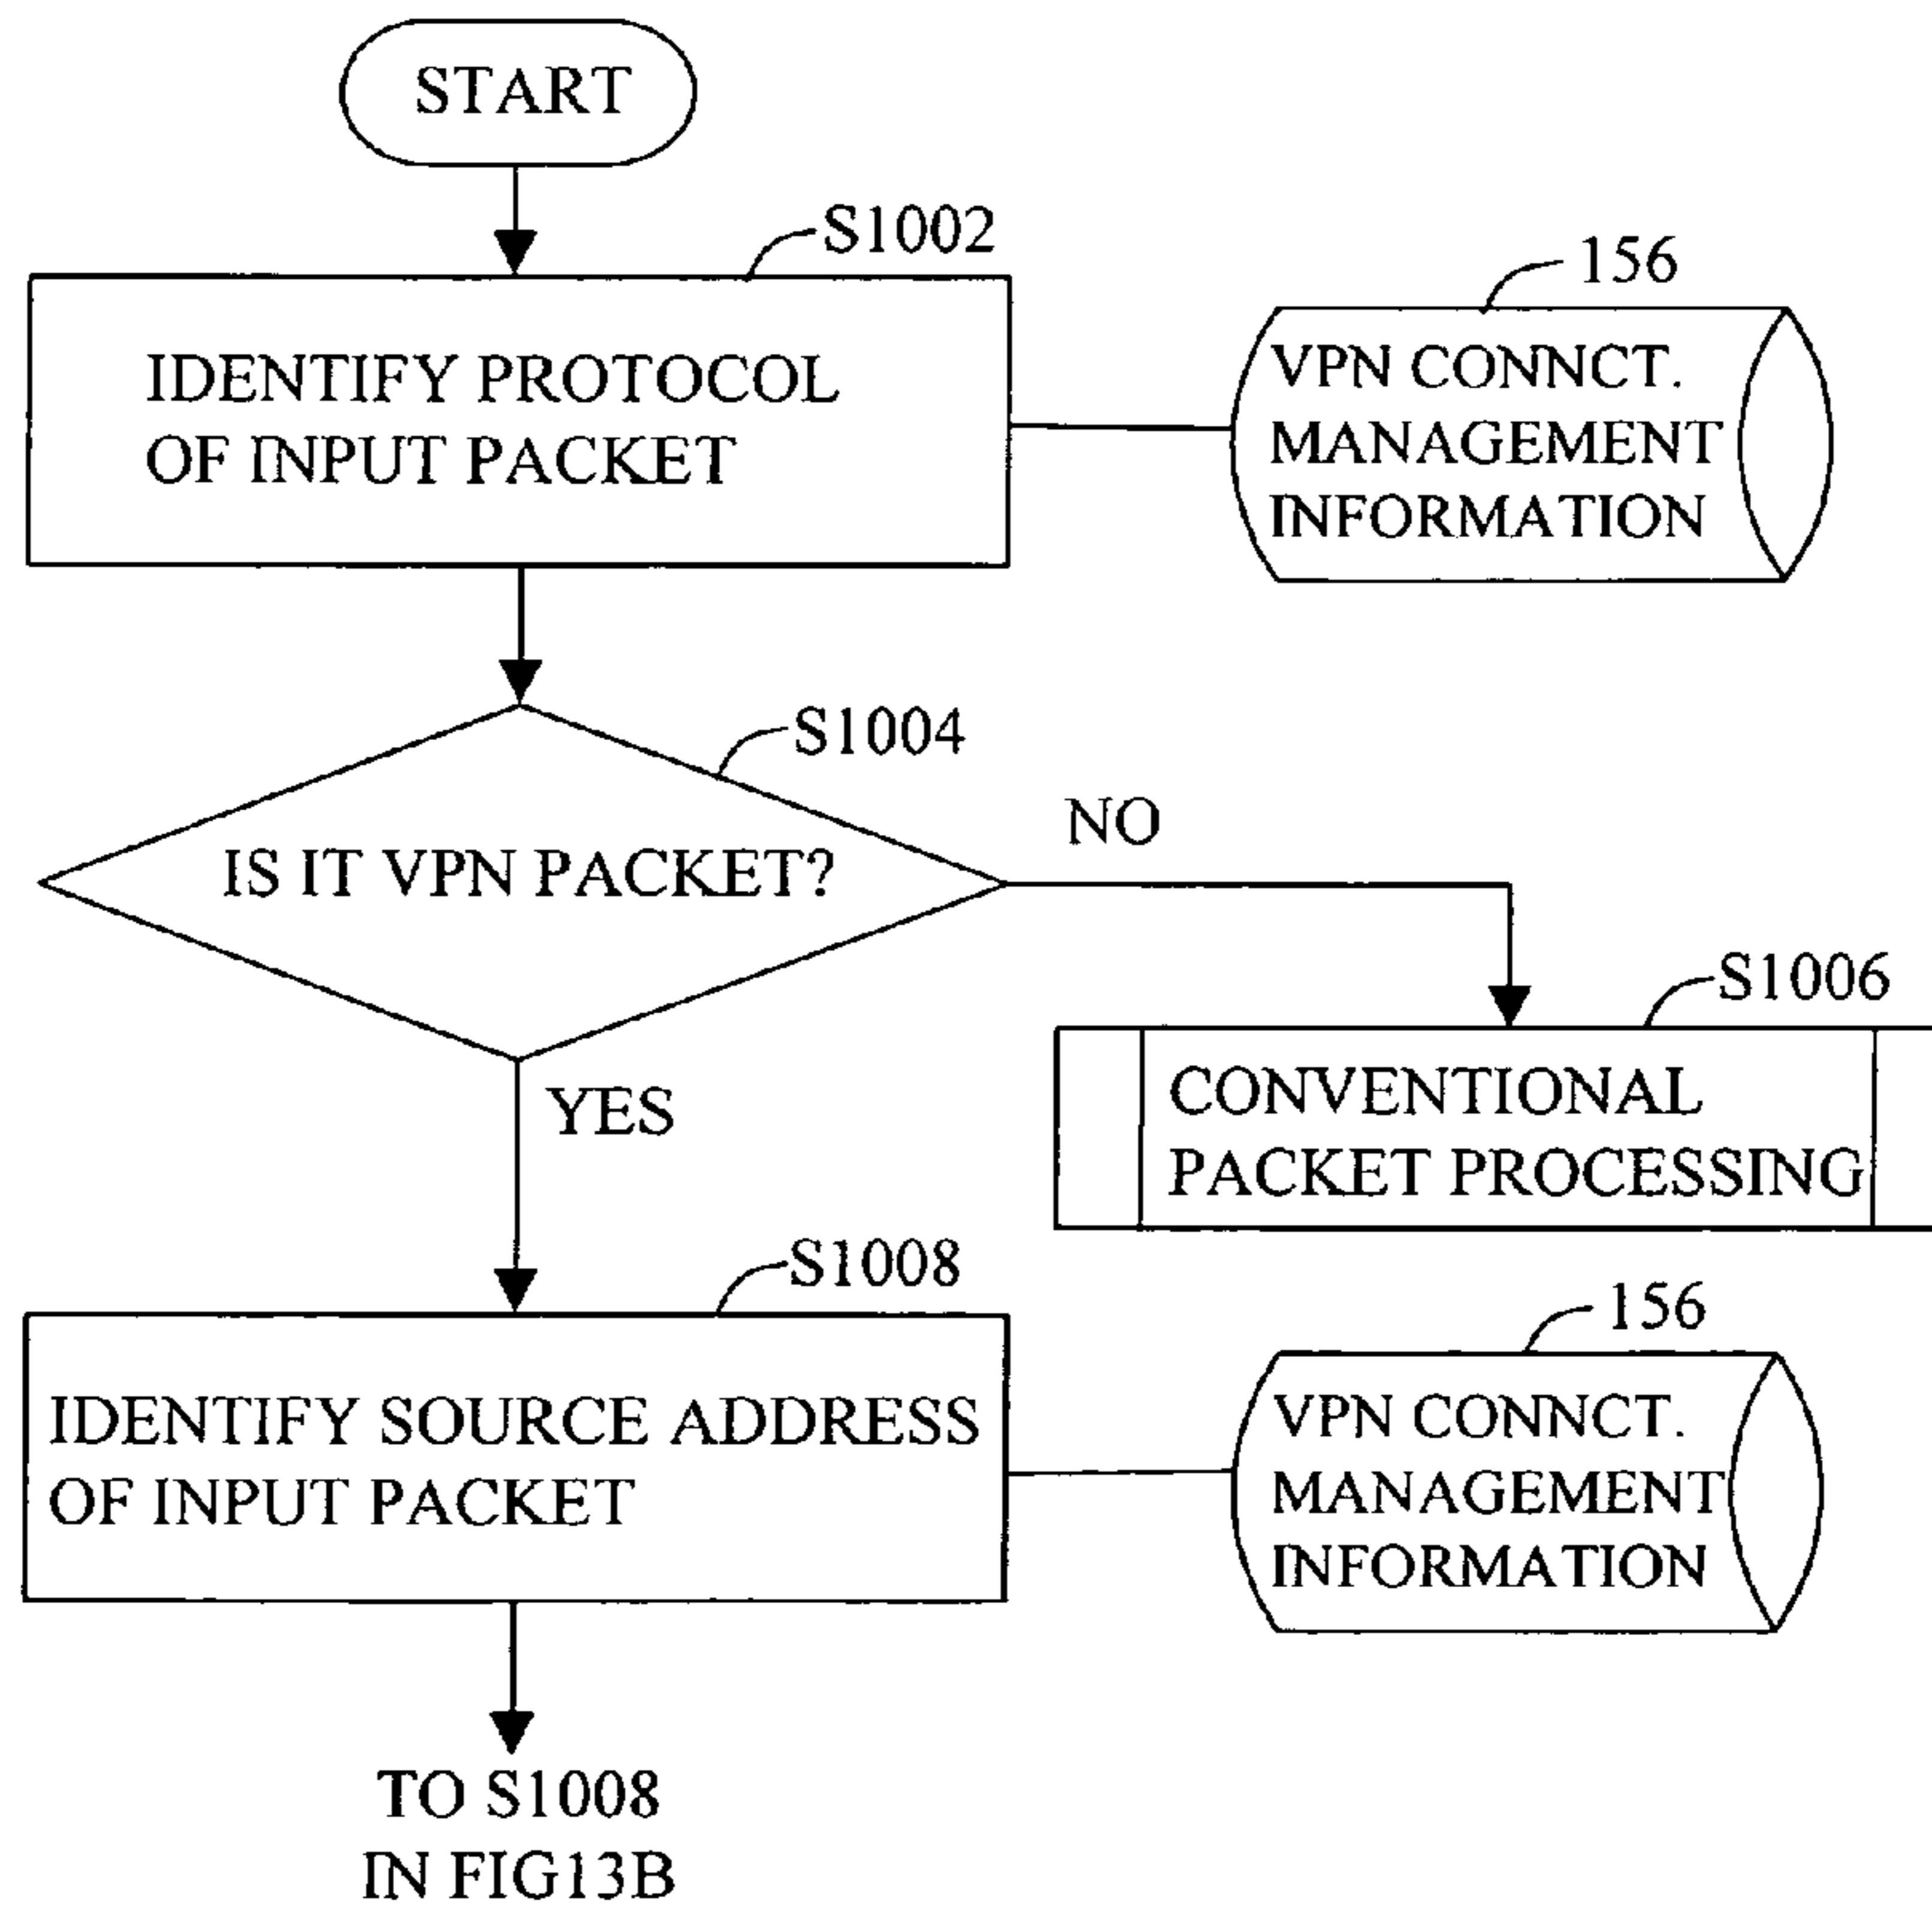 START
S1002
IDENTIFY PROTOCOL
OF INPUT PACKET
156
VPN CONNCT.
MANAGEMENT
INFORMATION
S1004
IS IT VPN PACKET?
NO
YES
S1006
CONVENTIONAL
PACKET PROCESSING
S1008
IDENTIFY SOURCE ADDRESS
OF INPUT PACKET
156
VPN CONNCT.
MANAGEMENT
INFORMATION
TO S1008
IN FIG13B